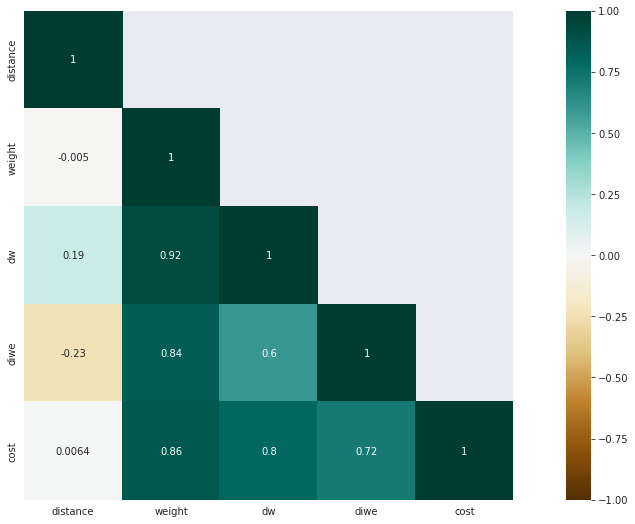 distance
1
weight
-0.005
1
dw
0.19
0.92
1
diwe
-0.23
0.84
0.6
1
cost
0.0064
0.86
0.8
0.72
1
distance
weight
dw
diwe
cost
1.00
0.75
0.50
0.25
0.00
−0.25
−0.50
−0.75
−1.00